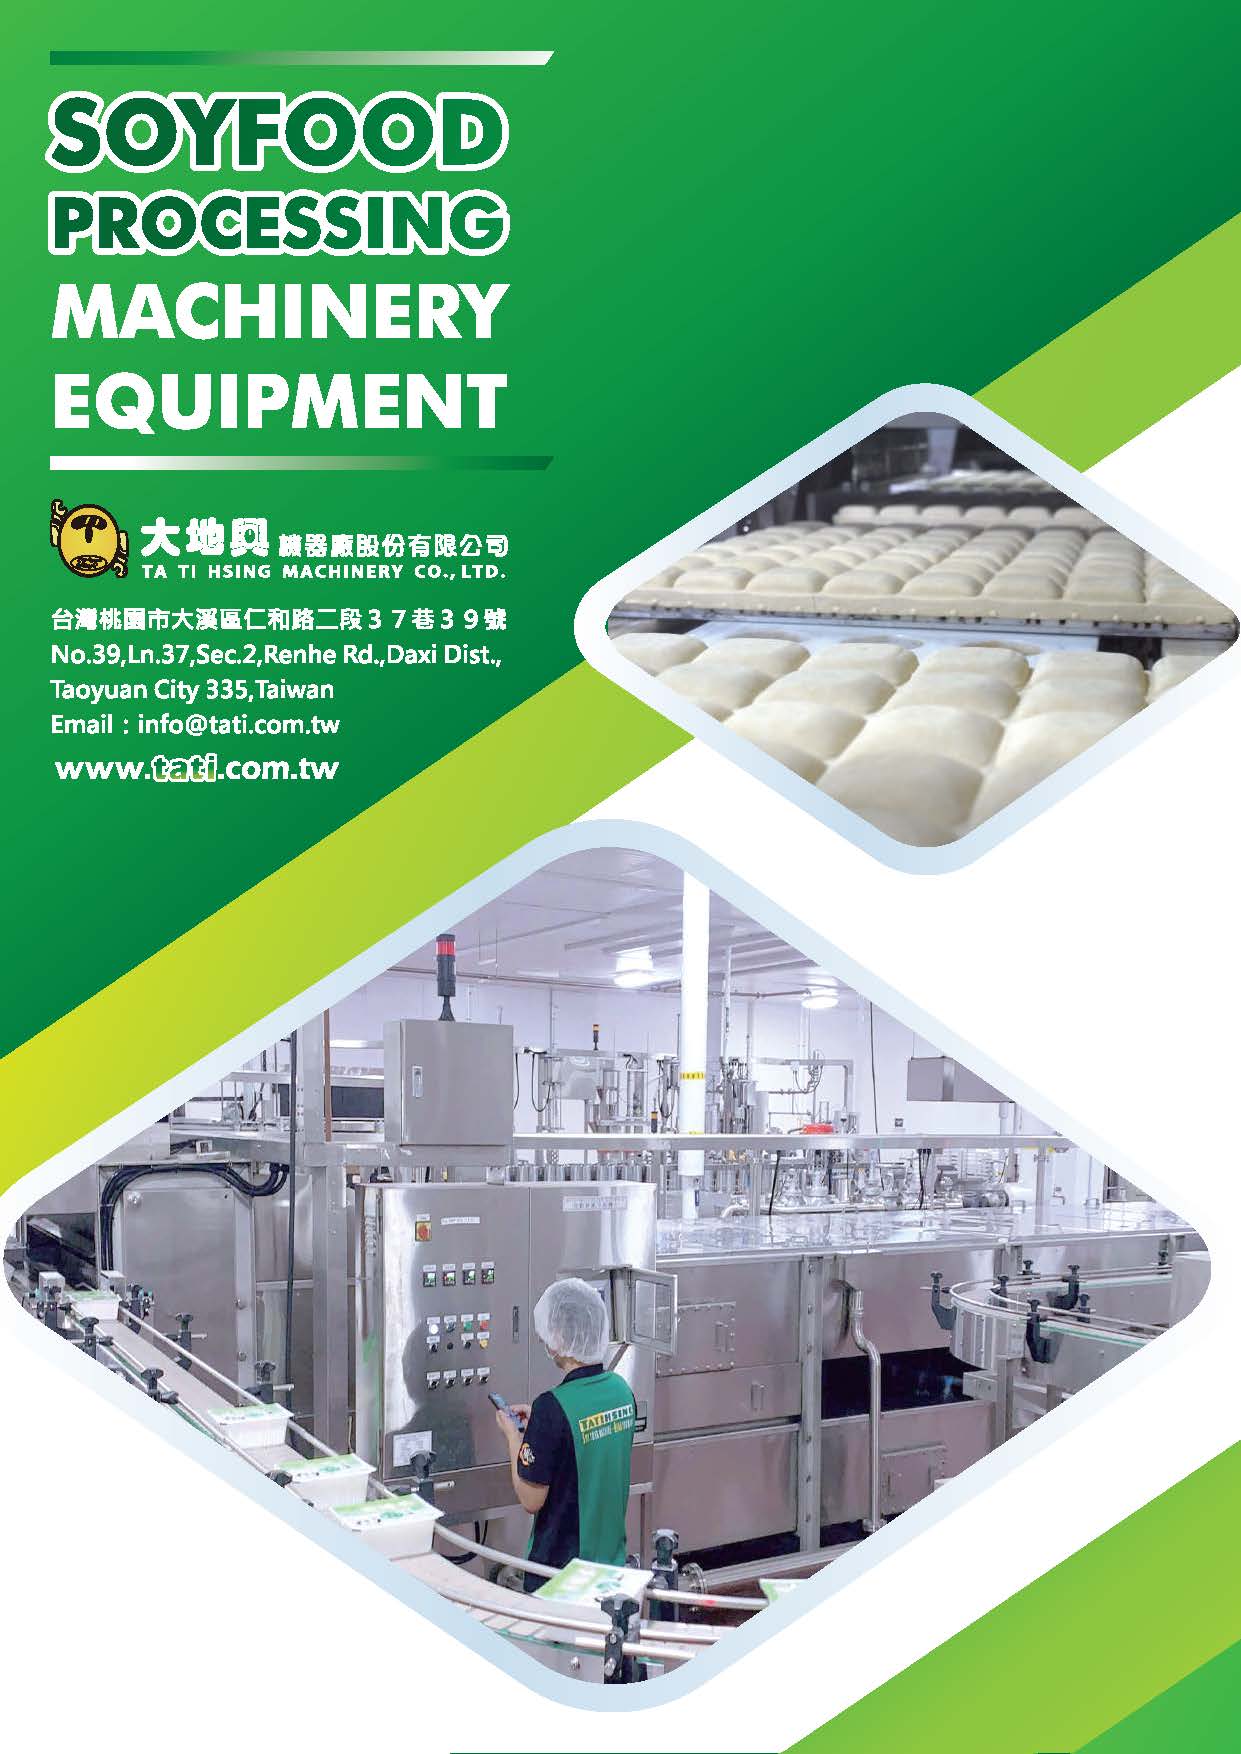 SOYFOOD
PROCESSING
MACHINERY
EQUIPMENT
大地興 機器廠股份有限公司
TA TI HSING MACHINERY CO., LTD.
台灣桃園市大溪區仁和路二段３７巷３９號
No.39,Ln.37,Sec.2,Renhe Rd.,Daxi Dist.,
Taoyuan City 335,Taiwan
Email：info@tati.com.tw
www.tati.com.tw
TATIHSING